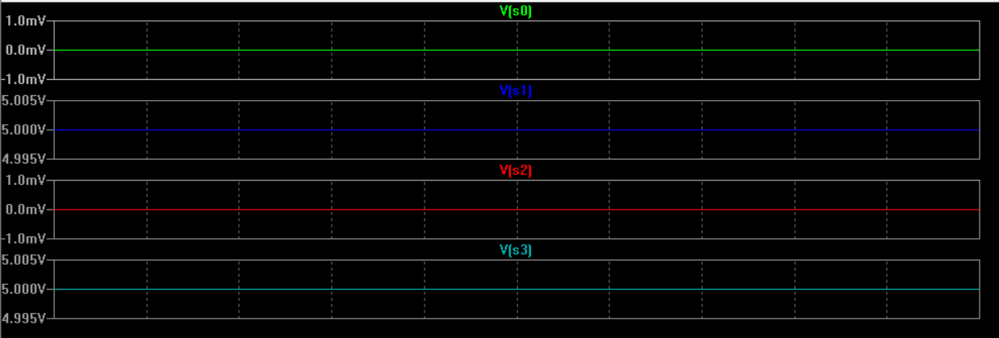 V(s0)
1.0mV
0.0mV
-1.0mV
V(s1)
5.005V
5.000V
4.995V
V(s2)
1.0mV
0.0mV
-1.0mV
V(s3)
5.005V
5.000V
4.995V